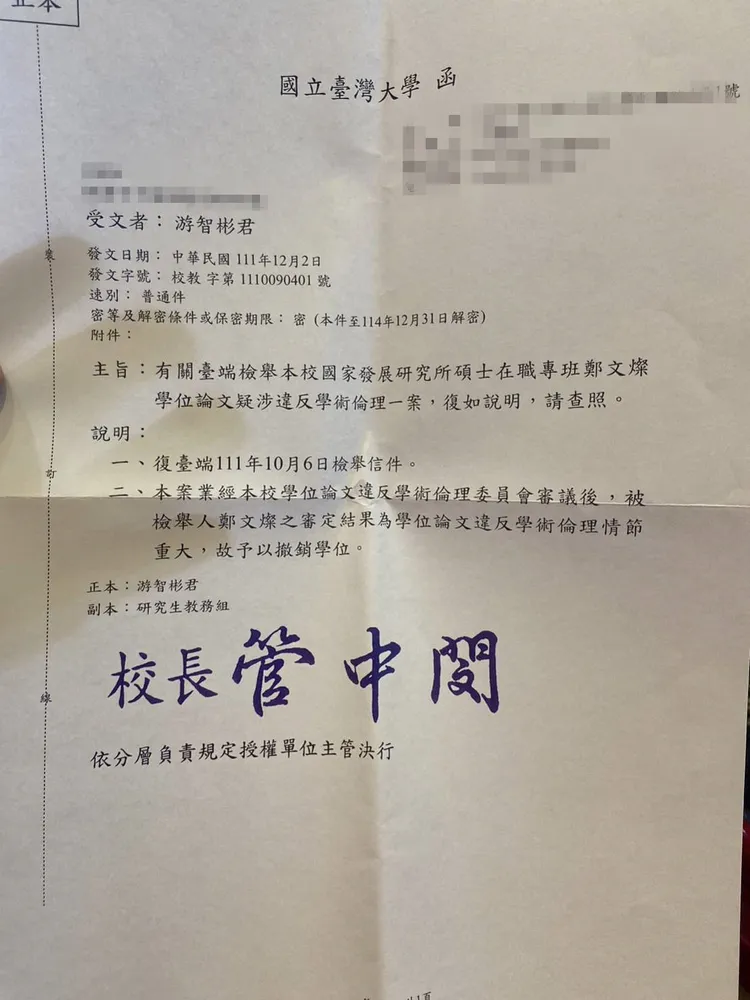 正本
國立臺灣大學 函
號
受文者：游智彬君
發文日期：中華民國 111年12月2日
發文字號：校教 字第 1110090401 號
速別：普通件
密等及解密條件或保密期限：密 (本件至114年12月31日解密)
附件：
主旨：有關臺端檢舉本校國家發展研究所碩士在職專班鄭文燦
學位論文疑涉違反學術倫理一案，復如說明，請查照。
說明：
一、復臺端111年10月6日檢舉信件。
二、本案業經本校學位論文違反學術倫理委員會審議後，被
檢舉人鄭文燦之審定結果為學位論文違反學術倫理情節
重大，故予以撤銷學位。
正本：游智彬君
副本：研究生教務組
校長 管中閔
依分層負責規定授權單位主管決行
裝
訂
線